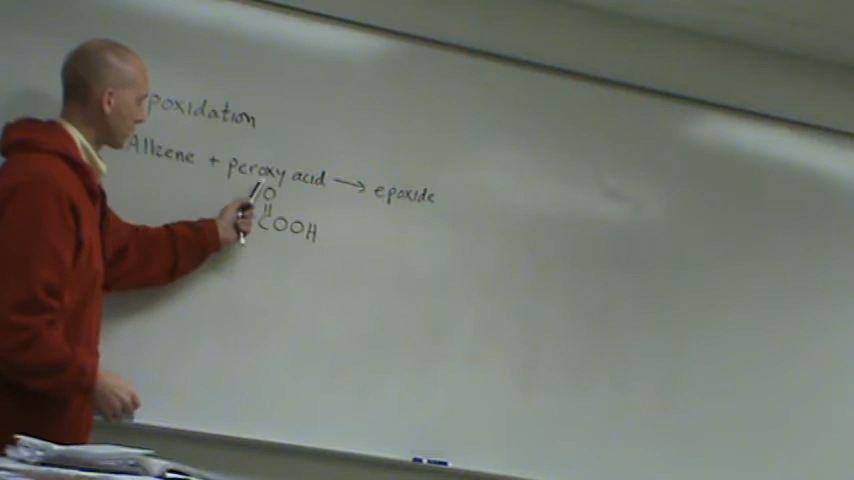 poxidation
Alkene + peroxy acid → epoxide
O
||
COOH